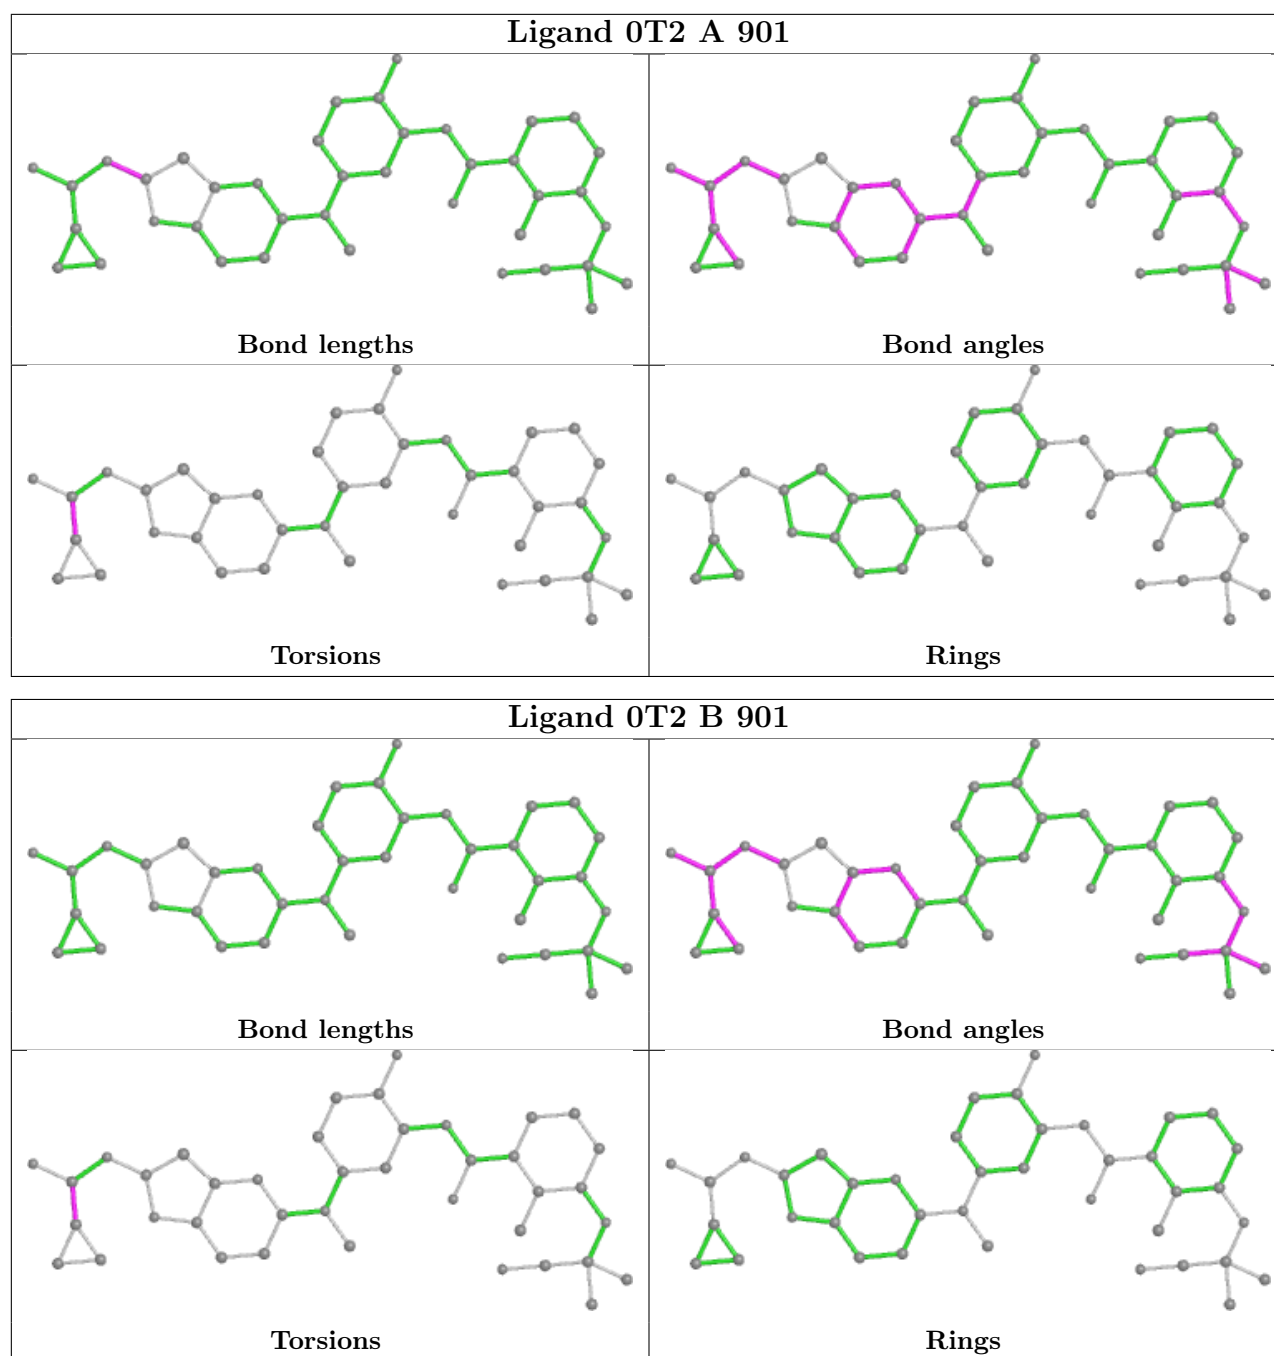 Ligand 0T2 A 901
Bond lengths
Bond angles
Torsions
Rings
Ligand 0T2 B 901
Bond lengths
Bond angles
Torsions
Rings